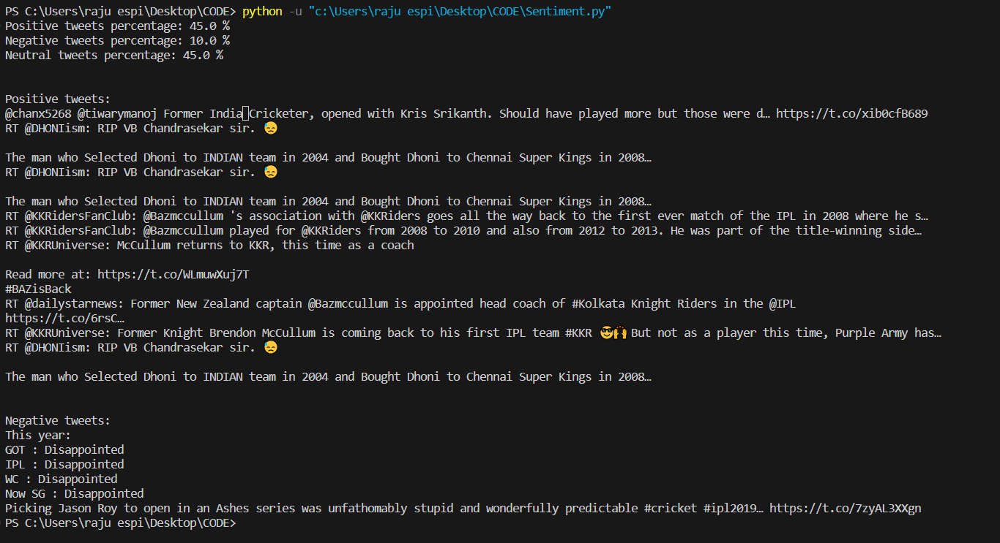 PS C:\Users\raju espi\Desktop\CODE> python -u "c:\Users\raju espi\Desktop\CODE\Sentiment.py"
Positive tweets percentage: 45.0 %
Negative tweets percentage: 10.0 %
Neutral tweets percentage: 45.0 %
Positive tweets:
@chanx5268 @tiwarymanoj Former India Cricketer, opened with Kris Srikanth. Should have played more but those were d… https://t.co/xib0cfB689
RT @DHONIism: RIP VB Chandrasekar sir. 😓
The man who Selected Dhoni to INDIAN team in 2004 and Bought Dhoni to Chennai Super Kings in 2008…
RT @DHONIism: RIP VB Chandrasekar sir. 😓
The man who Selected Dhoni to INDIAN team in 2004 and Bought Dhoni to Chennai Super Kings in 2008…
RT @KKRidersFanClub: @Bazmccullum 's association with @KKRiders goes all the way back to the first ever match of the IPL in 2008 where he s…
RT @KKRidersFanClub: @Bazmccullum played for @KKRiders from 2008 to 2010 and also from 2012 to 2013. He was part of the title-winning side…
RT @KKRUniverse: McCullum returns to KKR, this time as a coach
Read more at: https://t.co/WLmuwXuj7T
#BAZisBack
RT @dailystarnews: Former New Zealand captain @Bazmccullum is appointed head coach of #Kolkata Knight Riders in the @IPL
https://t.co/6rsC…
RT @KKRUniverse: Former Knight Brendon McCullum is coming back to his first IPL team #KKR 😎🙌 But not as a player this time, Purple Army has…
RT @DHONIism: RIP VB Chandrasekar sir. 😓
The man who Selected Dhoni to INDIAN team in 2004 and Bought Dhoni to Chennai Super Kings in 2008…
Negative tweets:
This year:
GOT : Disappointed
IPL : Disappointed
WC : Disappointed
Now SG : Disappointed
Picking Jason Roy to open in an Ashes series was unfathomably stupid and wonderfully predictable #cricket #ipl2019… https://t.co/7zyAL3XXgn
PS C:\Users\raju espi\Desktop\CODE>